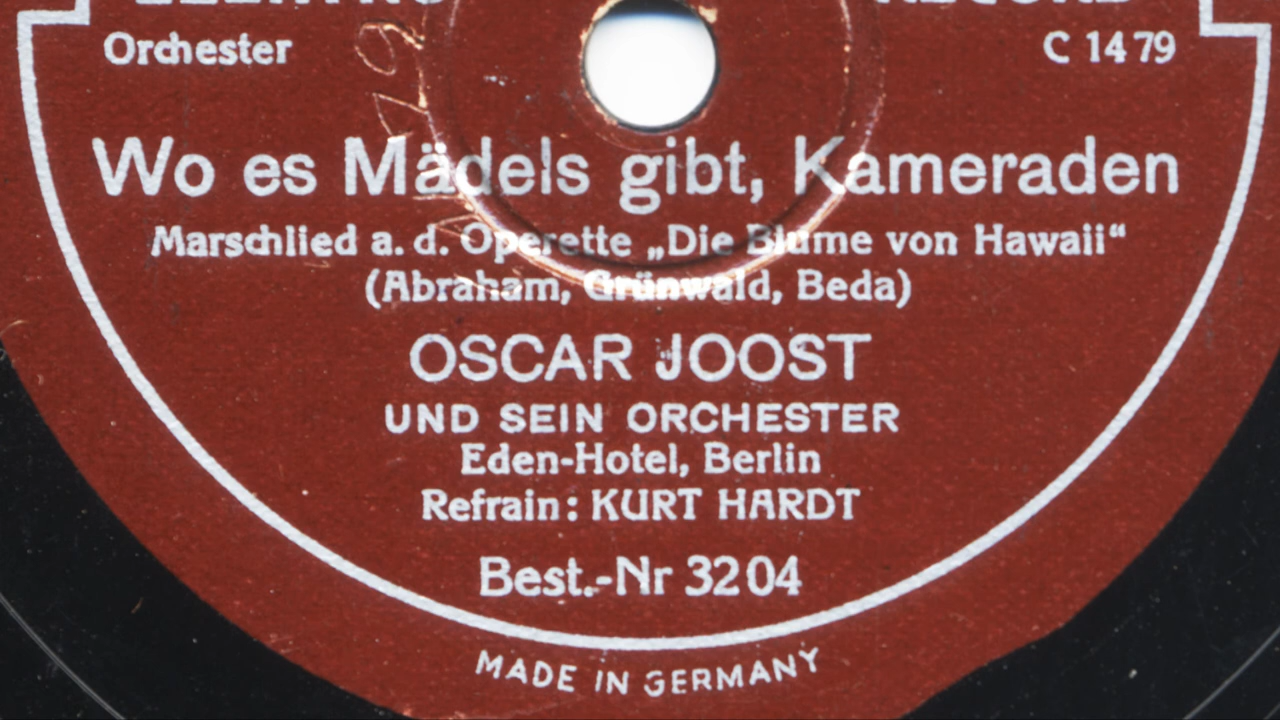 Orchester
C 1479
Wo es Mädels gibt, Kameraden
Marschlied a. d. Operette „Die Blume von Hawaii“
(Abraham, Grünwald, Beda)
OSCAR JOOST
UND SEIN ORCHESTER
Eden-Hotel, Berlin
Refrain: KURT HARDT
Best.-Nr 3204
MADE IN GERMANY